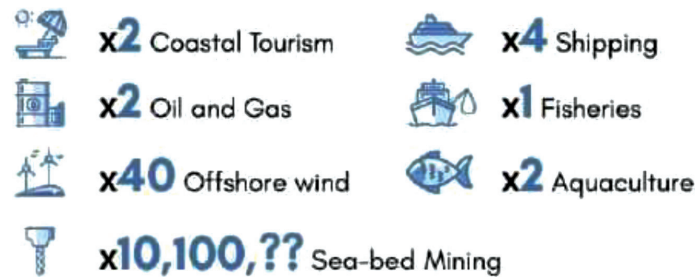 x2 Coastal Tourism
x4 Shipping
x2 Oil and Gas
x1 Fisheries
x40 Offshore wind
x2 Aquaculture
x10,100,?? Sea-bed Mining